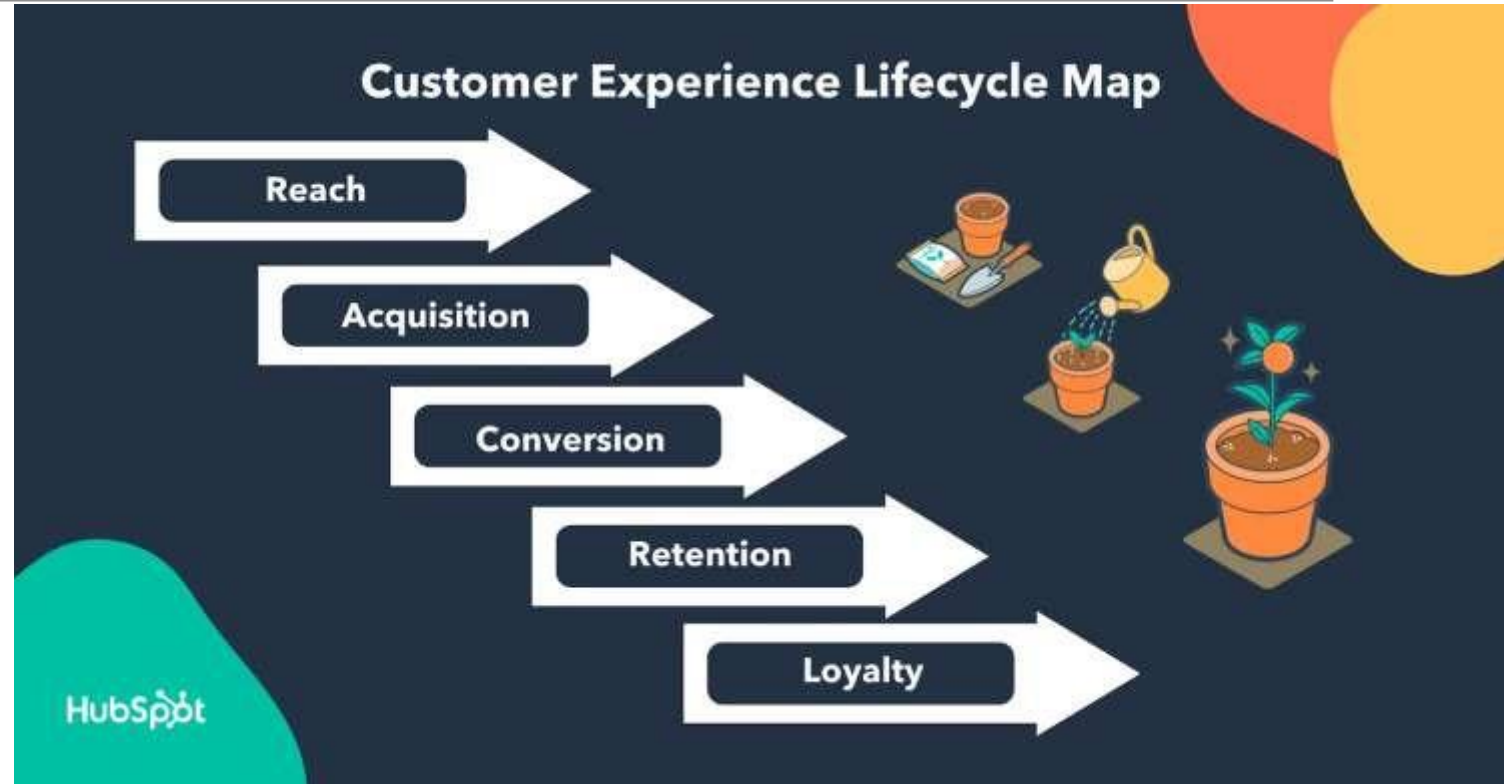 Customer Experience Lifecycle Map
Reach
Acquisition
Conversion
Retention
Loyalty
HubSpot